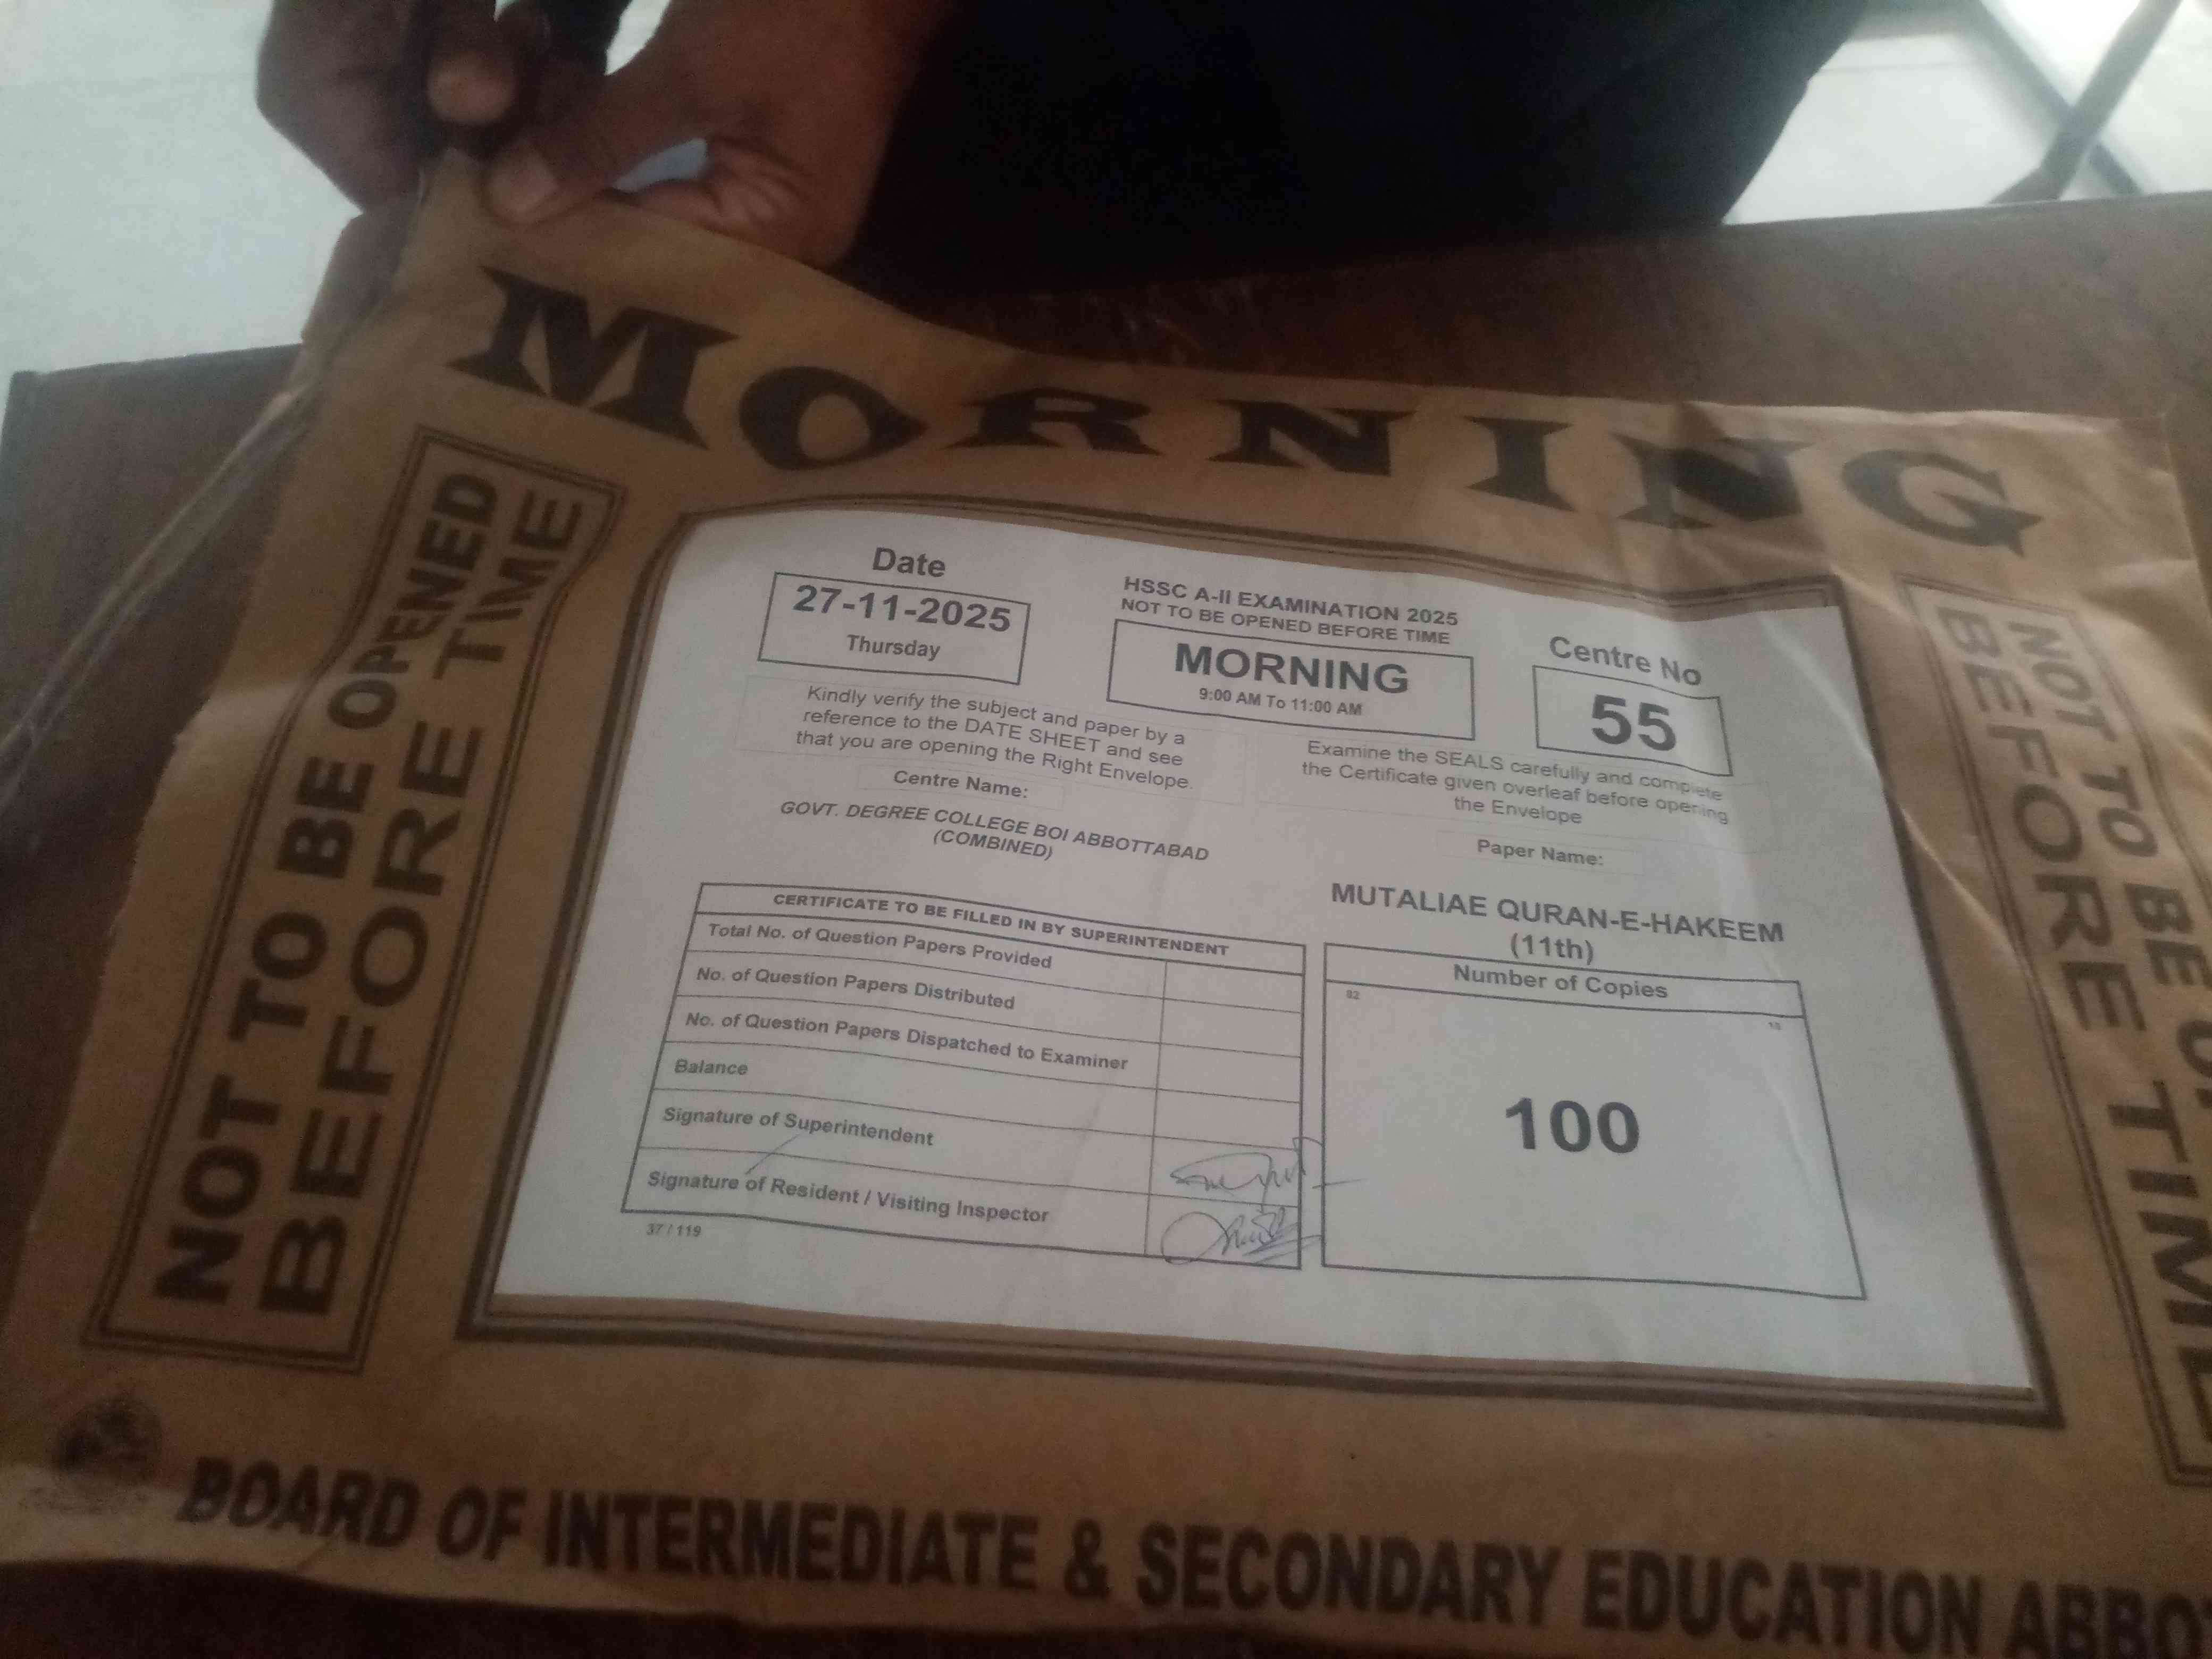 MORNING
NOT TO BE OPENED
BEFORE TIME
Date
27-11-2025
Thursday
HSSC A-II EXAMINATION 2025
NOT TO BE OPENED BEFORE TIME
MORNING
9:00 AM To 11:00 AM
Centre No
55
Kindly verify the subject and paper by a
reference to the DATE SHEET and see
that you are opening the Right Envelope.
Examine the SEALS carefully and complete
the Certificate given overleaf before opening
the Envelope
Centre Name:
GOVT. DEGREE COLLEGE BOI ABBOTTABAD
(COMBINED)
Paper Name:
MUTALIAE QURAN-E-HAKEEM
(11th)
CERTIFICATE TO BE FILLED IN BY SUPERINTENDENT
Total No. of Question Papers Provided
No. of Question Papers Distributed
No. of Question Papers Dispatched to Examiner
Balance
Signature of Superintendent
Signature of Resident / Visiting Inspector
37 / 119
Number of Copies
100
NOT TO BE
BEFORE TIME
BOARD OF INTERMEDIATE & SECONDARY EDUCATION ABBO